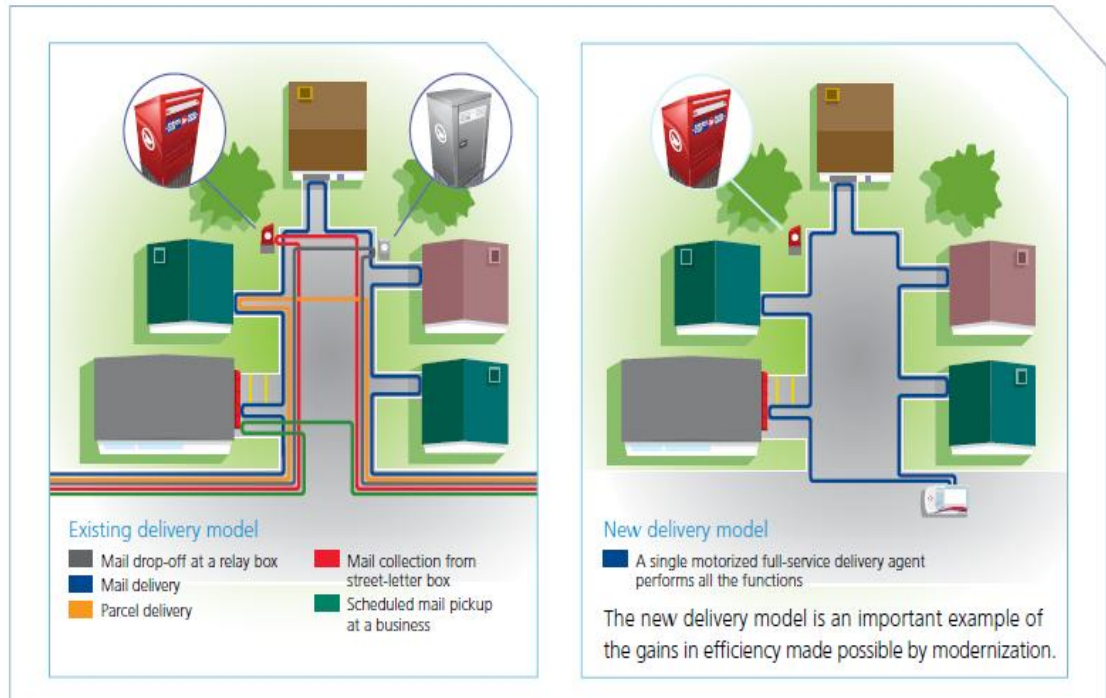 Existing delivery model
Mail drop-off at a relay box
Mail delivery
Parcel delivery
Mail collection from
street-letter box
Scheduled mail pickup
at a business
New delivery model
A single motorized full-service delivery agent
performs all the functions
The new delivery model is an important example of
the gains in efficiency made possible by modernization.